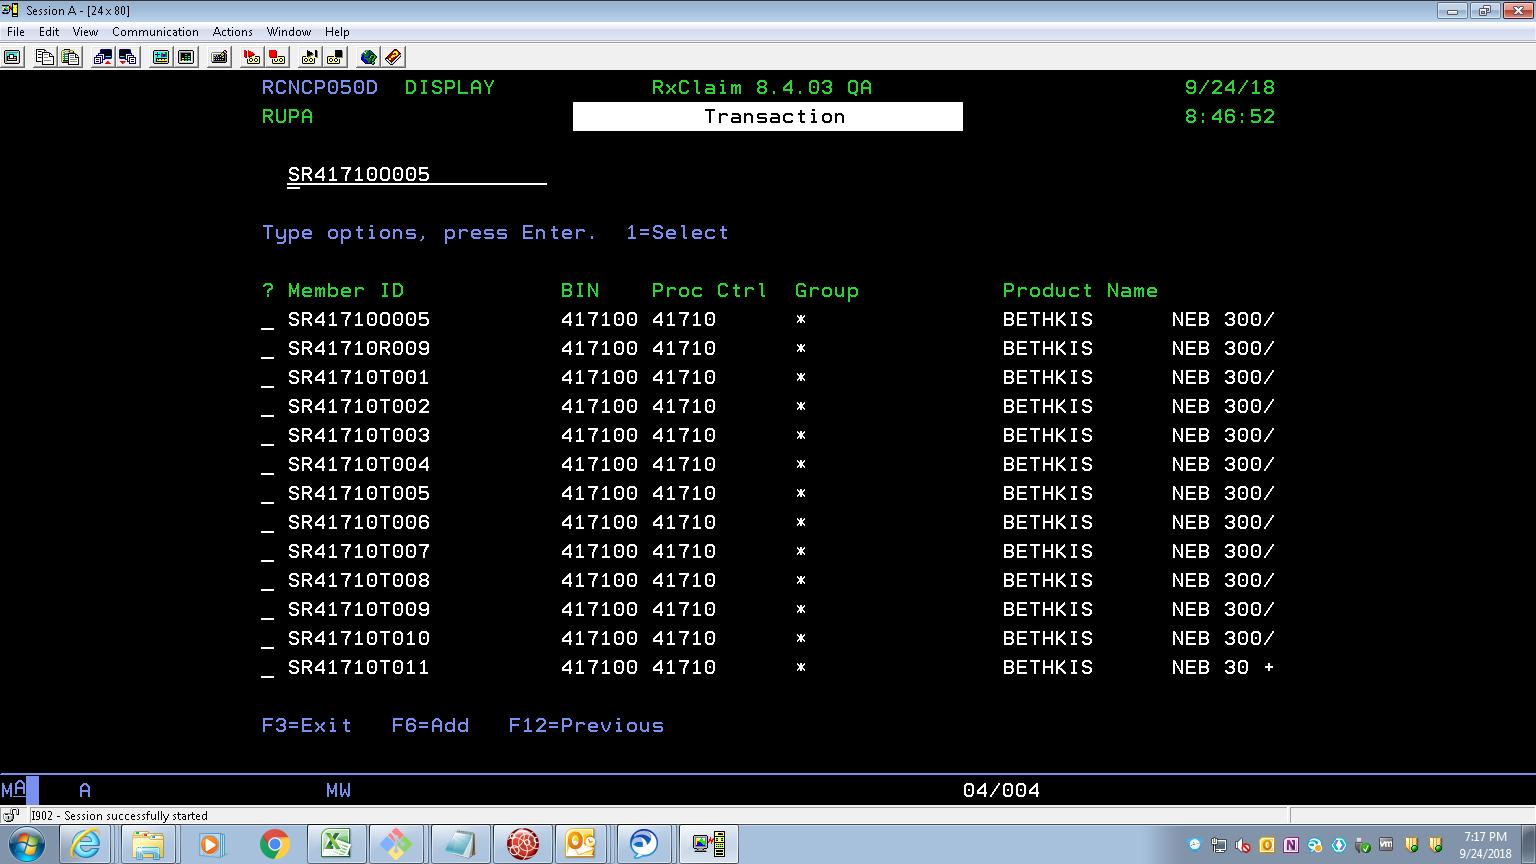 Session A - [24 x 80]
File Edit View Communication Actions Window Help
RCNCP050D DISPLAY RxClaim 8.4.03 QA 9/24/18
RUPA Transaction 8:46:52
SR41710O005
Type options, press Enter. 1=Select
? Member ID BIN Proc Ctrl Group Product Name
_ SR41710O005 417100 41710 * BETHKIS NEB 300/
_ SR41710R009 417100 41710 * BETHKIS NEB 300/
_ SR41710T001 417100 41710 * BETHKIS NEB 300/
_ SR41710T002 417100 41710 * BETHKIS NEB 300/
_ SR41710T003 417100 41710 * BETHKIS NEB 300/
_ SR41710T004 417100 41710 * BETHKIS NEB 300/
_ SR41710T005 417100 41710 * BETHKIS NEB 300/
_ SR41710T006 417100 41710 * BETHKIS NEB 300/
_ SR41710T007 417100 41710 * BETHKIS NEB 300/
_ SR41710T008 417100 41710 * BETHKIS NEB 300/
_ SR41710T009 417100 41710 * BETHKIS NEB 300/
_ SR41710T010 417100 41710 * BETHKIS NEB 300/
_ SR41710T011 417100 41710 * BETHKIS NEB 30 +
F3=Exit F6=Add F12=Previous
MA A MW 04/004
I902 - Session successfully started
7:17 PM
9/24/2018